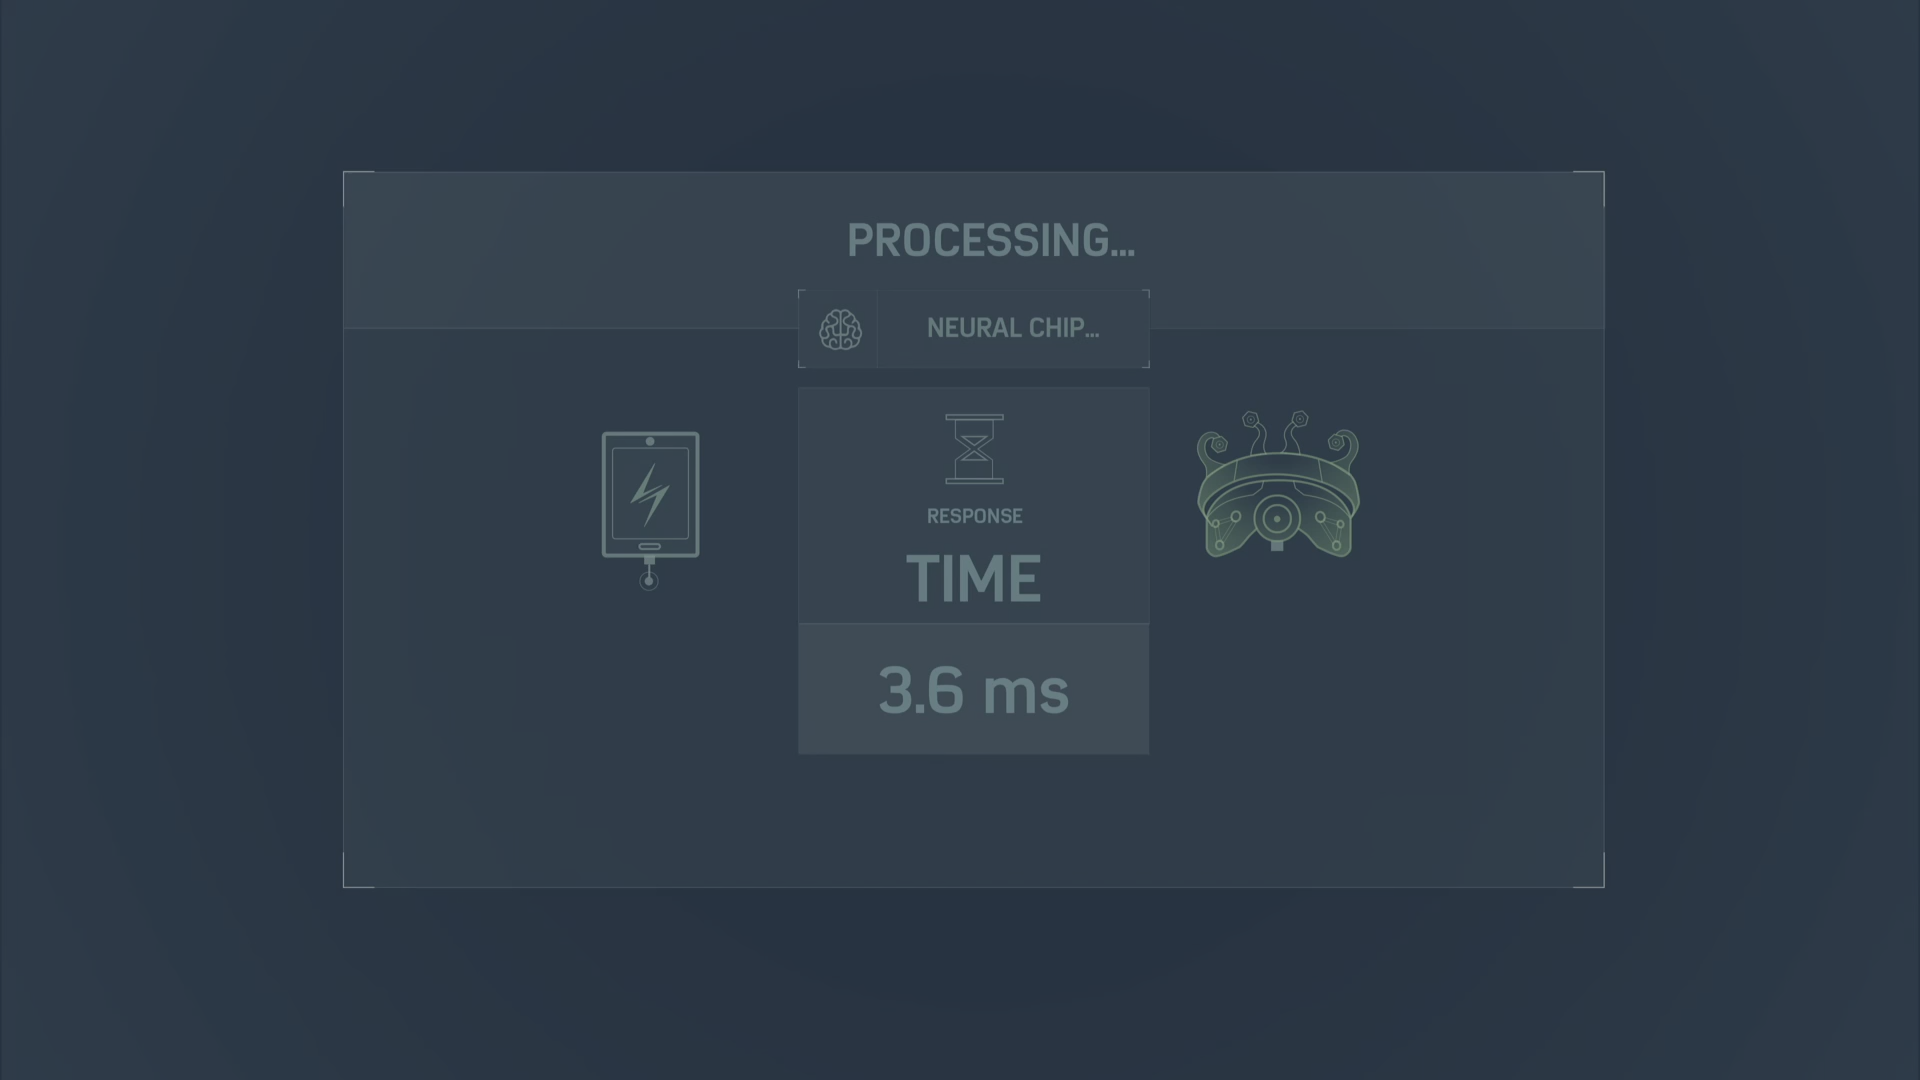 PROCESSING...
NEURAL CHIP...
RESPONSE
TIME
3.6 ms